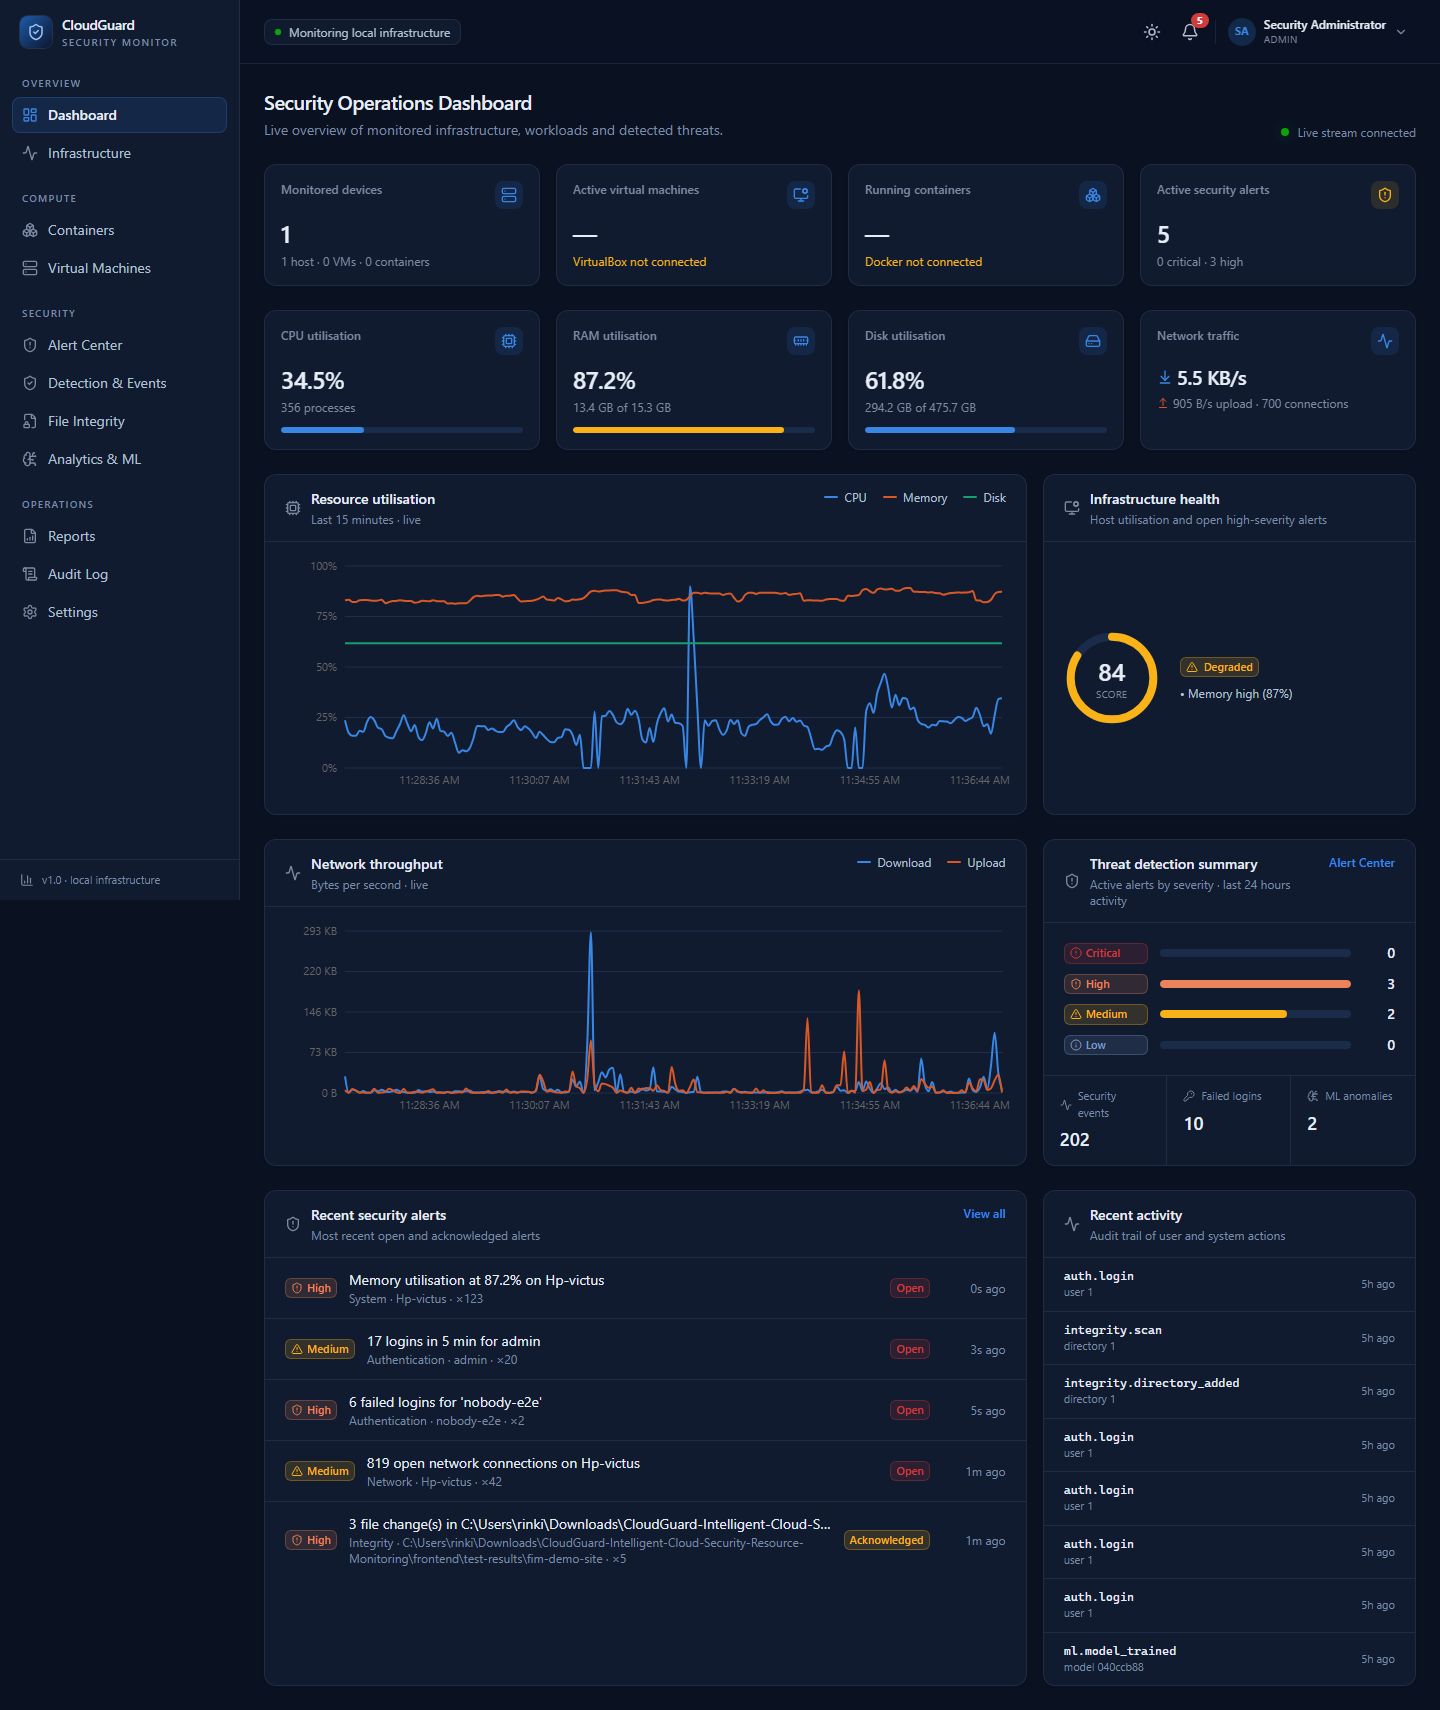 CloudGuard
SECURITY MONITOR
OVERVIEW
Dashboard
Infrastructure
COMPUTE
Containers
Virtual Machines
SECURITY
Alert Center
Detection & Events
File Integrity
Analytics & ML
OPERATIONS
Reports
Audit Log
Settings
v1.0 · local infrastructure
Monitoring local infrastructure
5
SA
Security Administrator
ADMIN
Security Operations Dashboard
Live overview of monitored infrastructure, workloads and detected threats.
Live stream connected
Monitored devices
1
1 host · 0 VMs · 0 containers
Active virtual machines
—
VirtualBox not connected
Running containers
—
Docker not connected
Active security alerts
5
0 critical · 3 high
CPU utilisation
34.5%
356 processes
RAM utilisation
87.2%
13.4 GB of 15.3 GB
Disk utilisation
61.8%
294.2 GB of 475.7 GB
Network traffic
5.5 KB/s
905 B/s upload · 700 connections
Resource utilisation
Last 15 minutes · live
CPU Memory Disk
100%
75%
50%
25%
0%
11:28:36 AM 11:30:07 AM 11:31:43 AM 11:33:19 AM 11:34:55 AM 11:36:44 AM
Infrastructure health
Host utilisation and open high-severity alerts
84
SCORE
Degraded
• Memory high (87%)
Network throughput
Bytes per second · live
Download Upload
293 KB
220 KB
146 KB
73 KB
0 B
11:28:36 AM 11:30:07 AM 11:31:43 AM 11:33:19 AM 11:34:55 AM 11:36:44 AM
Threat detection summary
Alert Center
Active alerts by severity · last 24 hours
activity
Critical 0
High 3
Medium 2
Low 0
Security
events
202
Failed logins
10
ML anomalies
2
Recent security alerts
View all
Most recent open and acknowledged alerts
High
Memory utilisation at 87.2% on Hp-victus
System · Hp-victus · ×123
Open
0s ago
Medium
17 logins in 5 min for admin
Authentication · admin · ×20
Open
3s ago
High
6 failed logins for 'nobody-e2e'
Authentication · nobody-e2e · ×2
Open
5s ago
Medium
819 open network connections on Hp-victus
Network · Hp-victus · ×42
Open
1m ago
High
3 file change(s) in C:\Users\rinki\Downloads\CloudGuard-Intelligent-Cloud-S...
Integrity · C:\Users\rinki\Downloads\CloudGuard-Intelligent-Cloud-Security-Resource-
Monitoring\frontend\test-results\fim-demo-site · ×5
Acknowledged
1m ago
Recent activity
Audit trail of user and system actions
auth.login
user 1
5h ago
integrity.scan
directory 1
5h ago
integrity.directory_added
directory 1
5h ago
auth.login
user 1
5h ago
auth.login
user 1
5h ago
auth.login
user 1
5h ago
auth.login
user 1
5h ago
ml.model_trained
model 040ccb88
5h ago